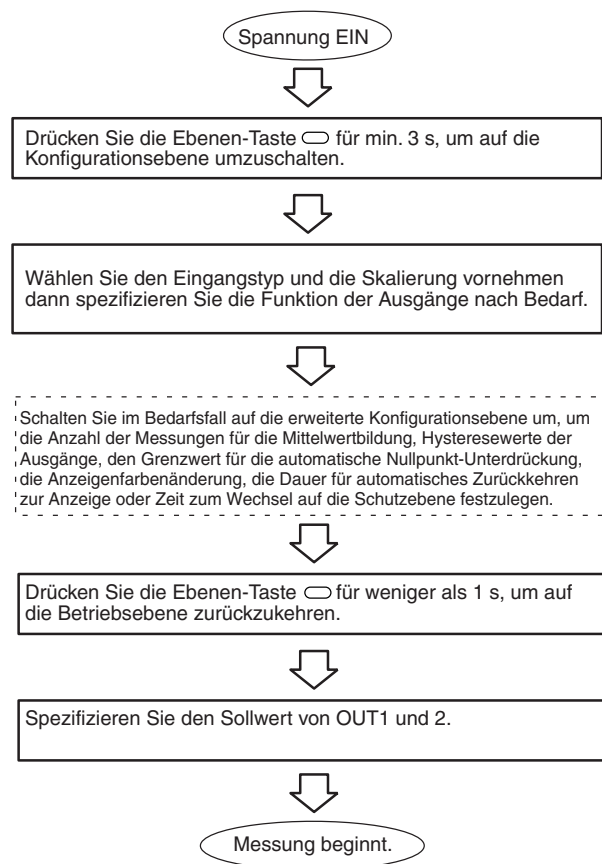 Spannung EIN
Drücken Sie die Ebenen-Taste für min. 3 s, um auf die
Konfigurationsebene umzuschalten.
Wählen Sie den Eingangstyp und die Skalierung vornehmen
dann spezifizieren Sie die Funktion der Ausgänge nach Bedarf.
Schalten Sie im Bedarfsfall auf die erweiterte Konfigurationsebene um, um
die Anzahl der Messungen für die Mittelwertbildung, Hysteresewerte der
Ausgänge, den Grenzwert für die automatische Nullpunkt-Unterdrückung,
die Anzeigenfarbenänderung, die Dauer für automatisches Zurückkehren
zur Anzeige oder Zeit zum Wechsel auf die Schutzebene festzulegen.
Drücken Sie die Ebenen-Taste für weniger als 1 s, um auf
die Betriebsebene zurückzukehren.
Spezifizieren Sie den Sollwert von OUT1 und 2.
Messung beginnt.